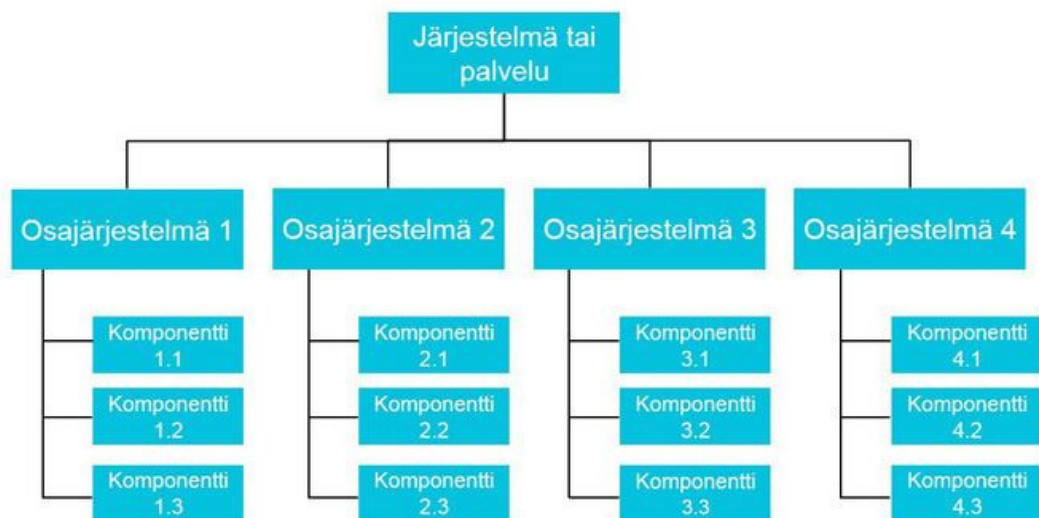 Järjestelmä tai
palvelu
Osajärjestelmä 1
Osajärjestelmä 2
Osajärjestelmä 3
Osajärjestelmä 4
Komponentti
1.1
Komponentti
2.1
Komponentti
3.1
Komponentti
4.1
Komponentti
1.2
Komponentti
2.2
Komponentti
3.2
Komponentti
4.2
Komponentti
1.3
Komponentti
2.3
Komponentti
3.3
Komponentti
4.3